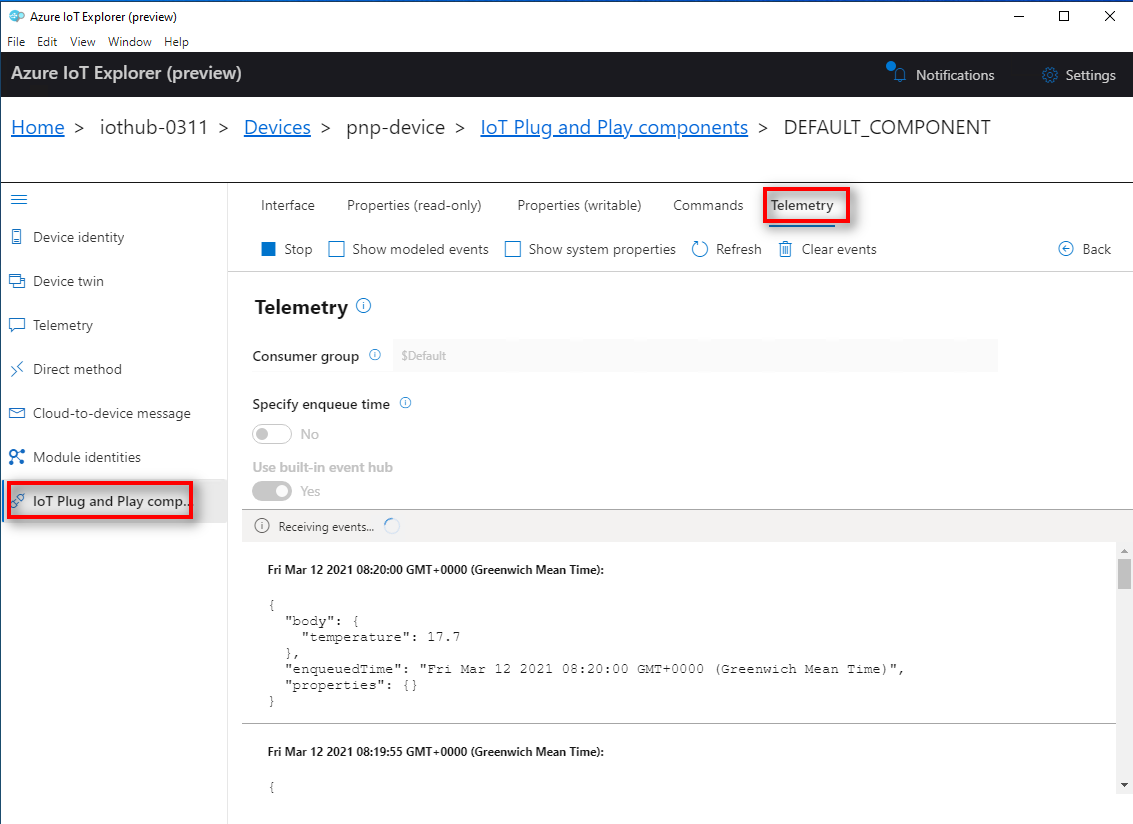 Azure IoT Explorer (preview)
File Edit View Window Help
Azure IoT Explorer (preview) Notifications Settings
Home > iothub-0311 > Devices > pnp-device > IoT Plug and Play components > DEFAULT_COMPONENT
Interface Properties (read-only) Properties (writable) Commands Telemetry
Stop Show modeled events Show system properties Refresh Clear events Back
Device identity
Device twin
Telemetry
Direct method
Cloud-to-device message
Module identities
IoT Plug and Play comp...
Telemetry
Consumer group $Default
Specify enqueue time
No
Use built-in event hub
Yes
Receiving events...
Fri Mar 12 2021 08:20:00 GMT+0000 (Greenwich Mean Time):
{
"body": {
"temperature": 17.7
},
"enqueuedTime": "Fri Mar 12 2021 08:20:00 GMT+0000 (Greenwich Mean Time)",
"properties": {}
}
Fri Mar 12 2021 08:19:55 GMT+0000 (Greenwich Mean Time):
{